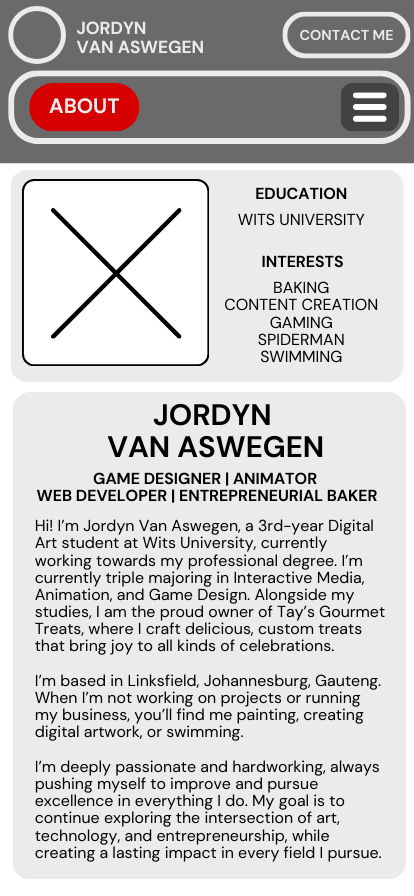 JORDYN
VAN ASWEGEN
CONTACT ME
ABOUT
EDUCATION
WITS UNIVERSITY
INTERESTS
BAKING
CONTENT CREATION
GAMING
SPIDERMAN
SWIMMING
JORDYN
VAN ASWEGEN
GAME DESIGNER | ANIMATOR
WEB DEVELOPER | ENTREPRENEURIAL BAKER
Hi! I’m Jordyn Van Aswegen, a 3rd-year Digital
Art student at Wits University, currently
working towards my professional degree. I’m
currently triple majoring in Interactive Media,
Animation, and Game Design. Alongside my
studies, I am the proud owner of Tay’s Gourmet
Treats, where I craft delicious, custom treats
that bring joy to all kinds of celebrations.
I’m based in Linksfield, Johannesburg, Gauteng.
When I’m not working on projects or running
my business, you’ll find me painting, creating
digital artwork, or swimming.
I’m deeply passionate and hardworking, always
pushing myself to improve and pursue
excellence in everything I do. My goal is to
continue exploring the intersection of art,
technology, and entrepreneurship, while
creating a lasting impact in every field I pursue.